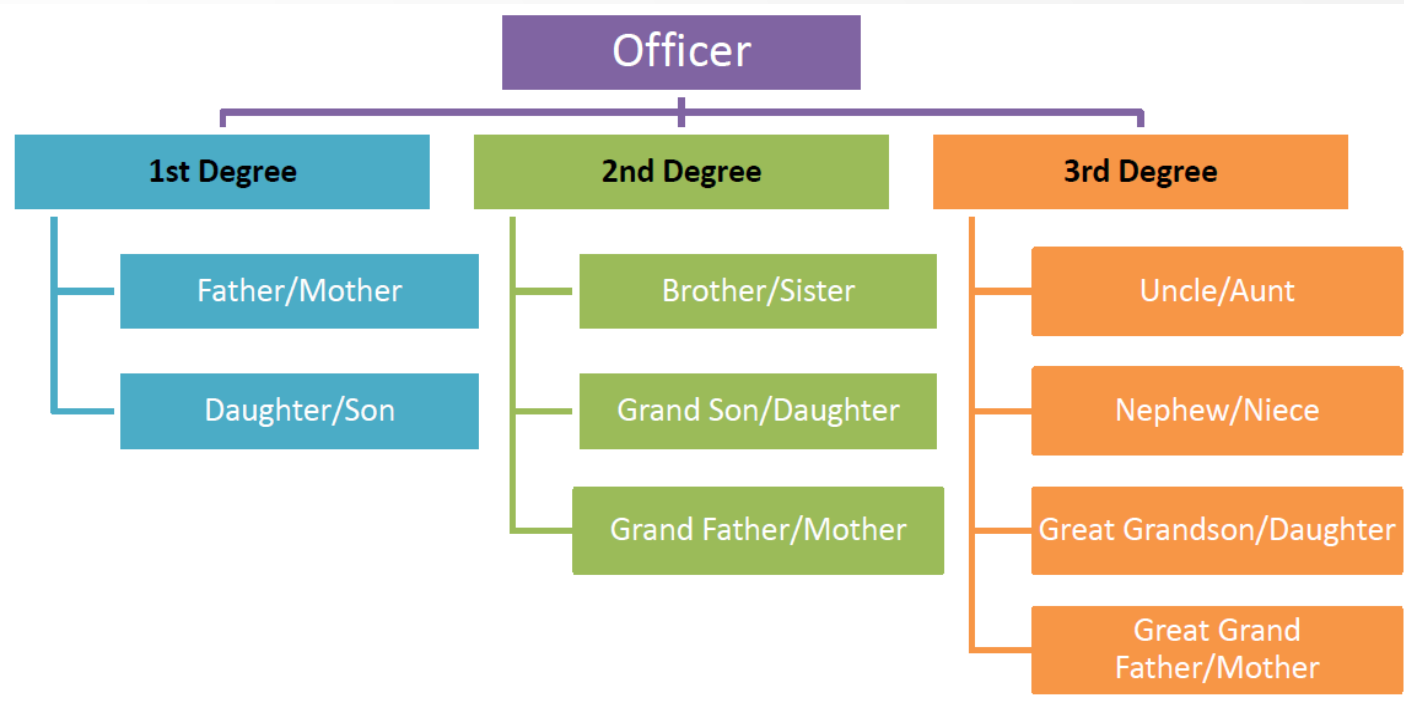 Officer
1st Degree
Father/Mother
Daughter/Son
2nd Degree
Brother/Sister
Grand Son/Daughter
Grand Father/Mother
3rd Degree
Uncle/Aunt
Nephew/Niece
Great Grandson/Daughter
Great Grand
Father/Mother